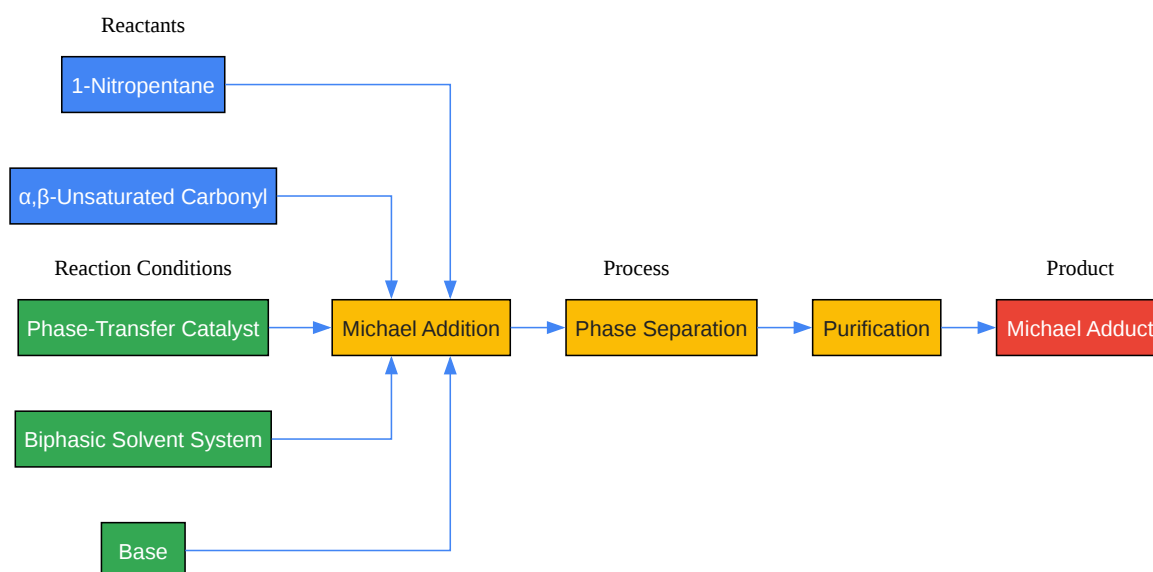 Reactants
1-Nitropentane
α,β-Unsaturated Carbonyl
Reaction Conditions
Process
Product
Phase-Transfer Catalyst
Michael Addition
Phase Separation
Purification
Michael Adduct
Biphasic Solvent System
Base